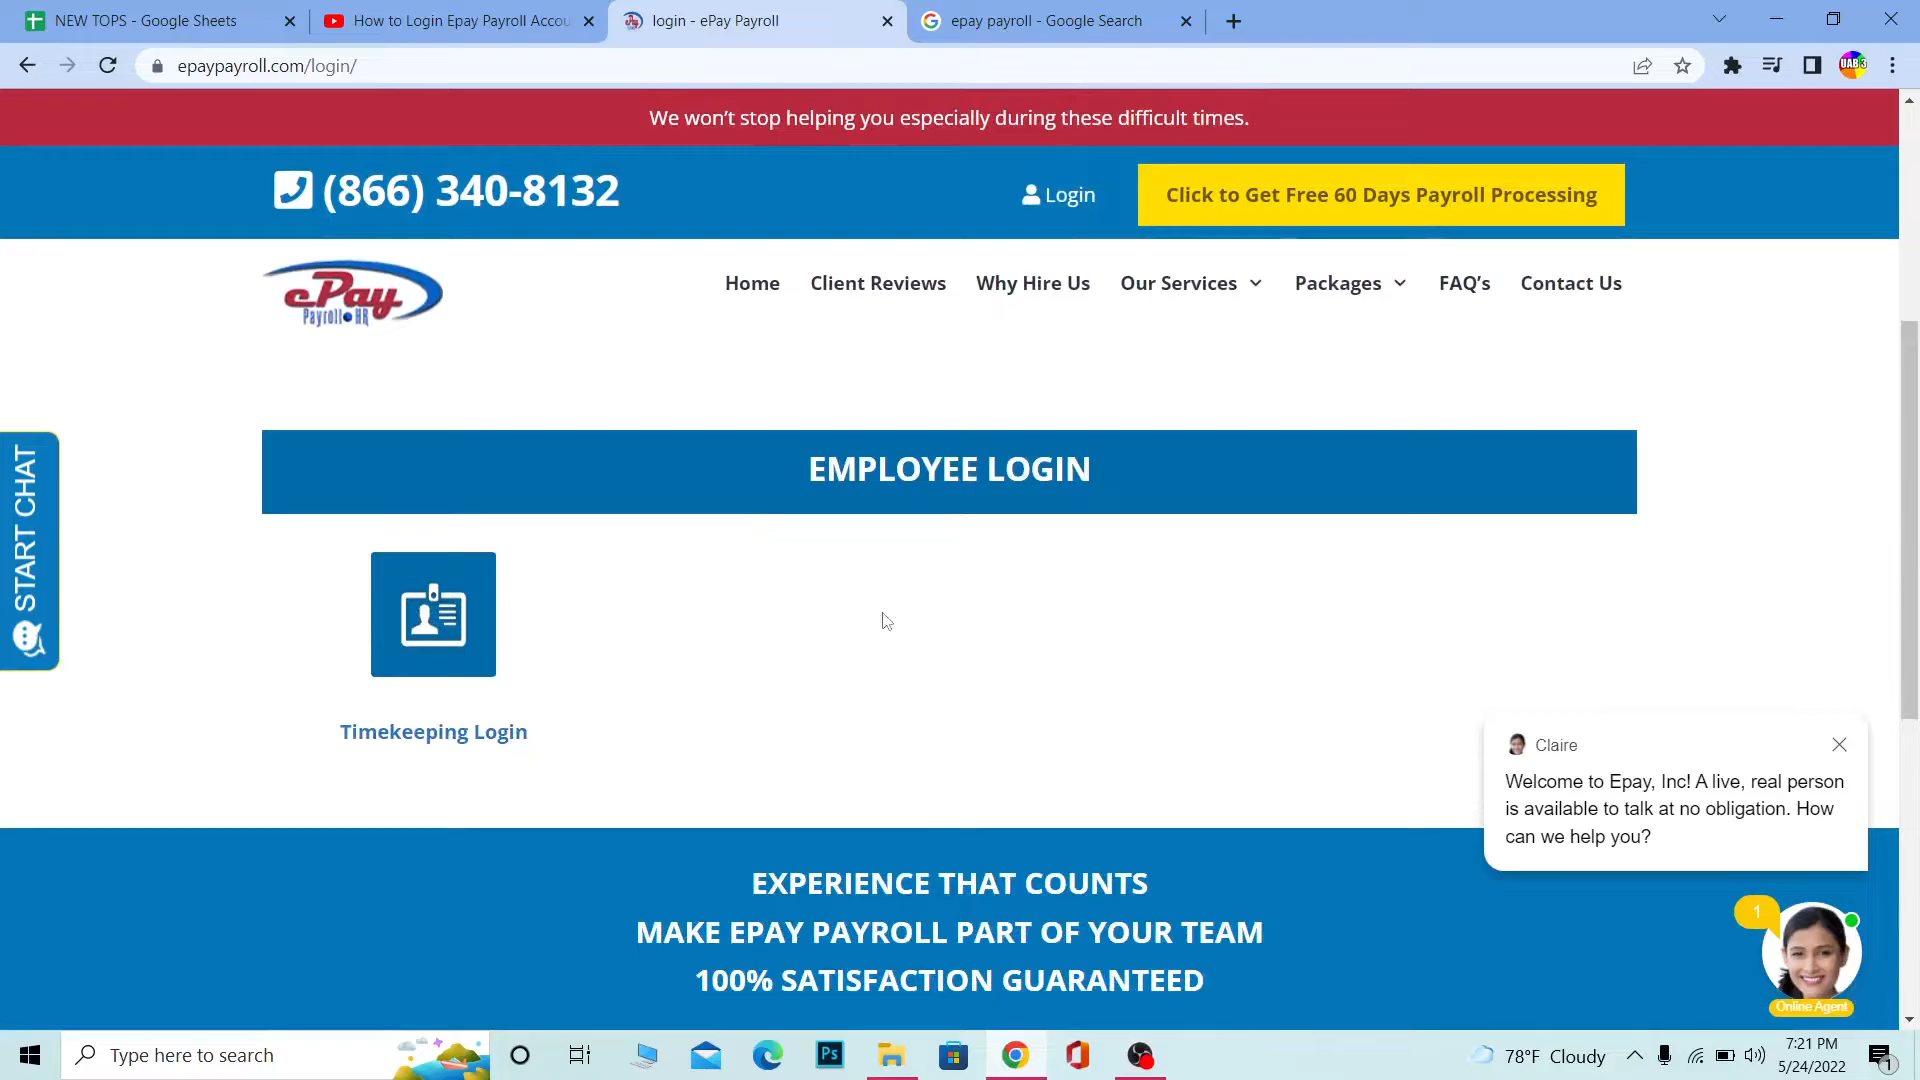 NEW TOPS - Google Sheets
How to Login Epay Payroll Accou
login - ePay Payroll
epay payroll - Google Search
epaypayroll.com/login/
UAB 3
We won't stop helping you especially during these difficult times.
(866) 340-8132
Login
Click to Get Free 60 Days Payroll Processing
ePay
Payroll HR
Home
Client Reviews
Why Hire Us
Our Services
Packages
FAQ's
Contact Us
START CHAT
EMPLOYEE LOGIN
Timekeeping Login
Claire
Welcome to Epay, Inc! A live, real person
is available to talk at no obligation. How
can we help you?
EXPERIENCE THAT COUNTS
MAKE EPAY PAYROLL PART OF YOUR TEAM
100% SATISFACTION GUARANTEED
1
Online Agent
Type here to search
Ps
78°F Cloudy
7:21 PM
5/24/2022
1